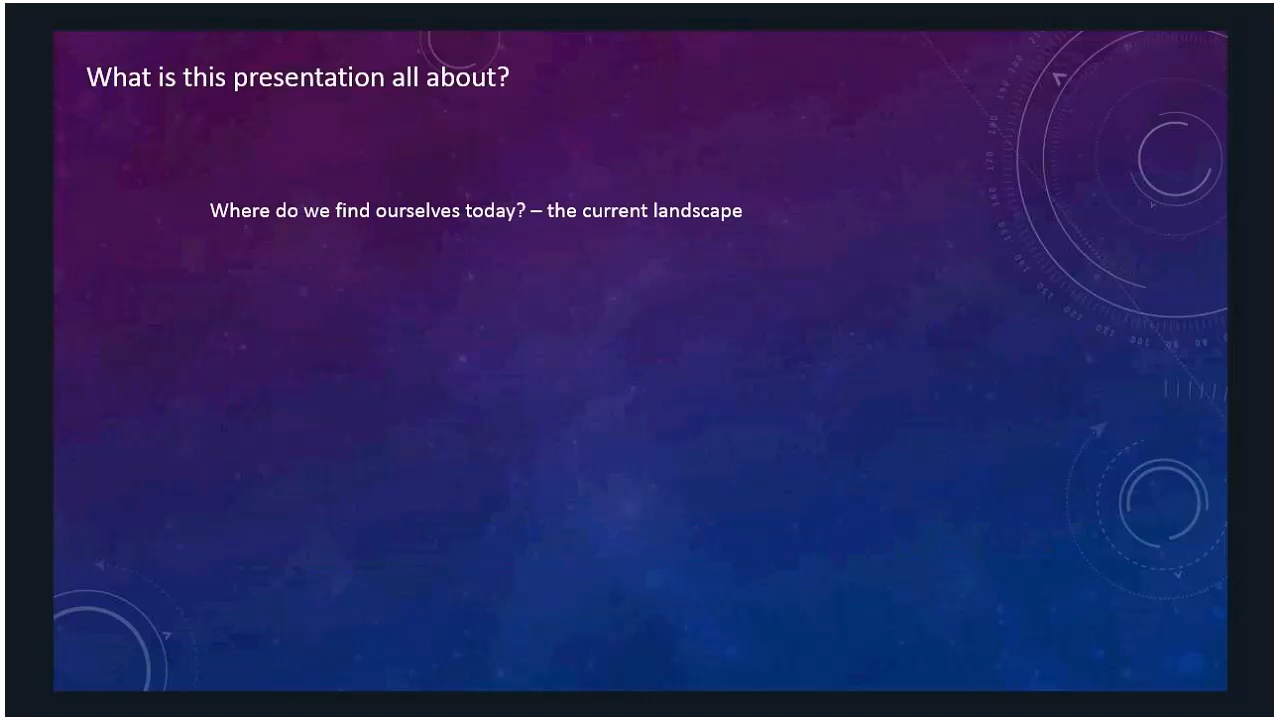 What is this presentation all about?
Where do we find ourselves today? – the current landscape